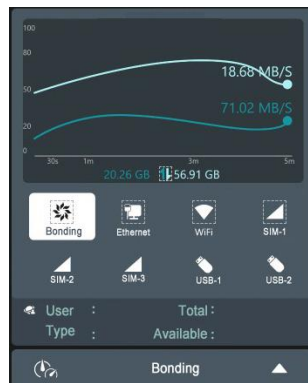 100
80
18.68 MB/S
50
71.02 MB/S
20
0
30s 1m 3m 5m
20.26 GB 56.91 GB
Bonding Ethernet WiFi SIM-1
SIM-2 SIM-3 USB-1 USB-2
User : Total :
Type : Available :
Bonding